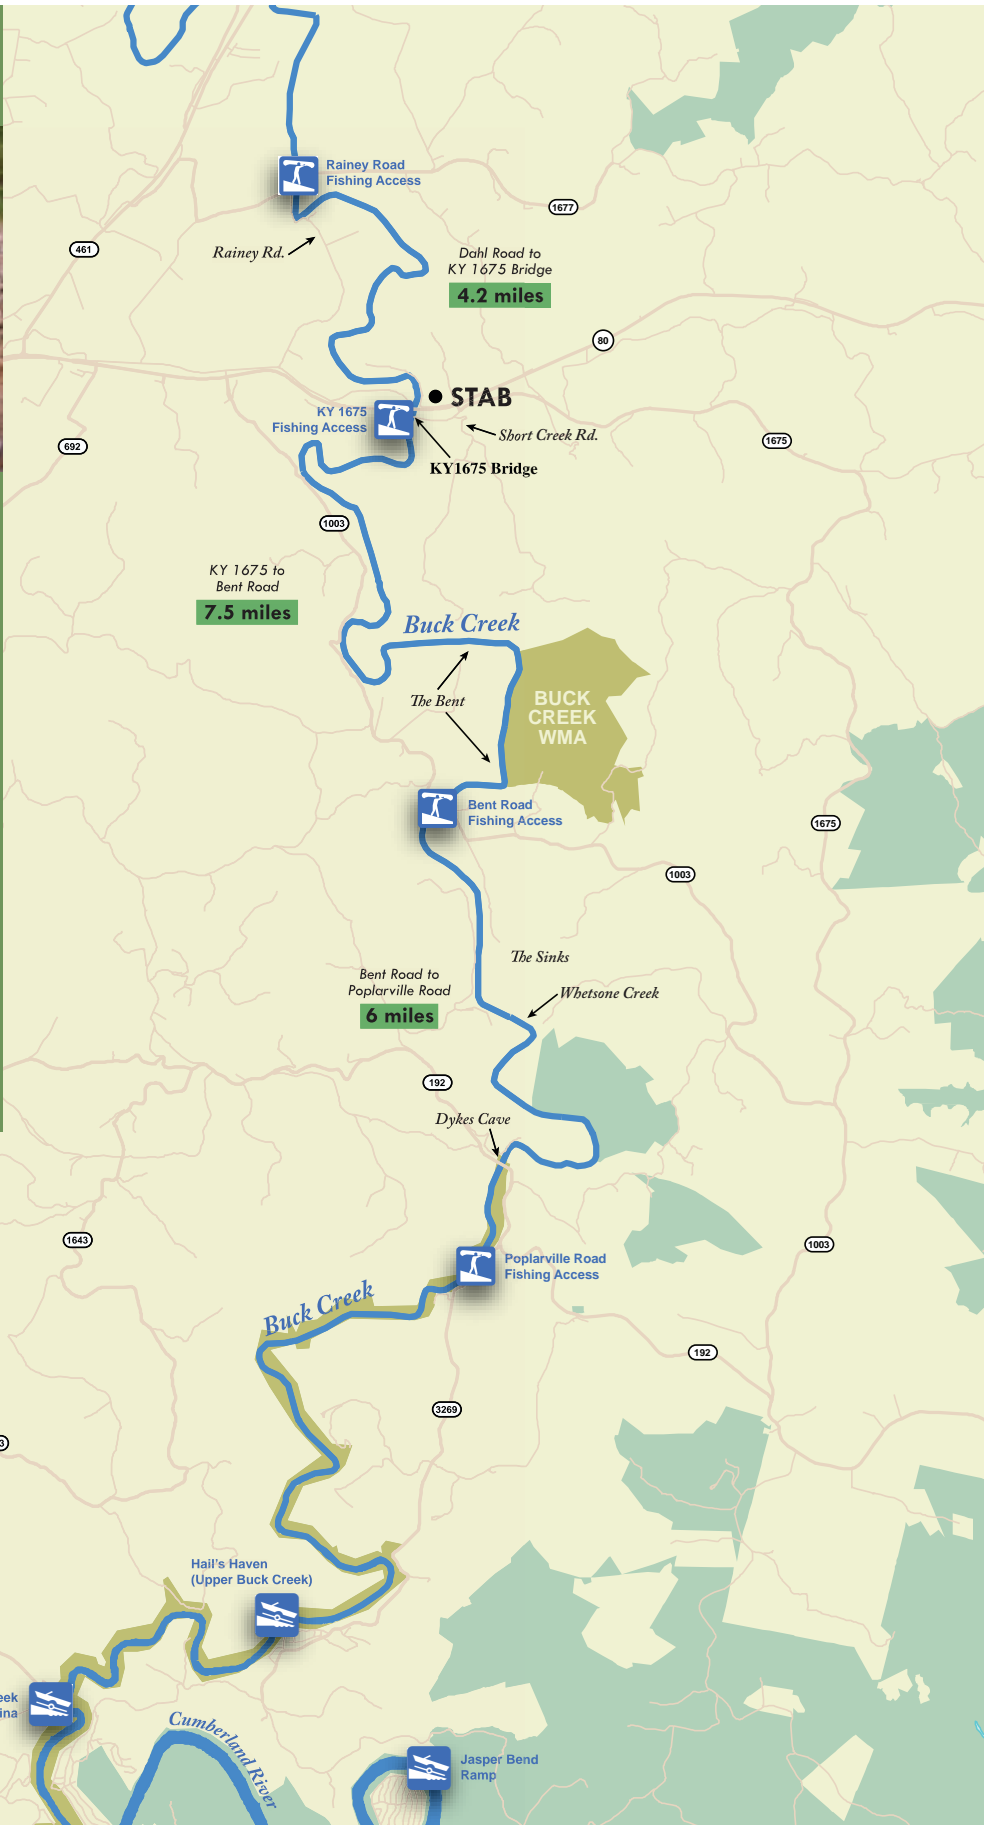 Rainey Road
Fishing Access
1677
461
Rainey Rd.
Dahl Road to
KY 1675 Bridge
4.2 miles
80
STAB
KY 1675
Fishing Access
Short Creek Rd.
1675
692
KY1675 Bridge
1003
KY 1675 to
Bent Road
7.5 miles
Buck Creek
The Bent
BUCK
CREEK
WMA
Bent Road
Fishing Access
1675
1003
The Sinks
Bent Road to
Poplarville Road
6 miles
Whetsone Creek
192
Dykes Cave
1643
1003
Poplarville Road
Fishing Access
Buck Creek
192
3269
3
Hail's Haven
(Upper Buck Creek)
eek
ina
Cumberland River
Jasper Bend
Ramp